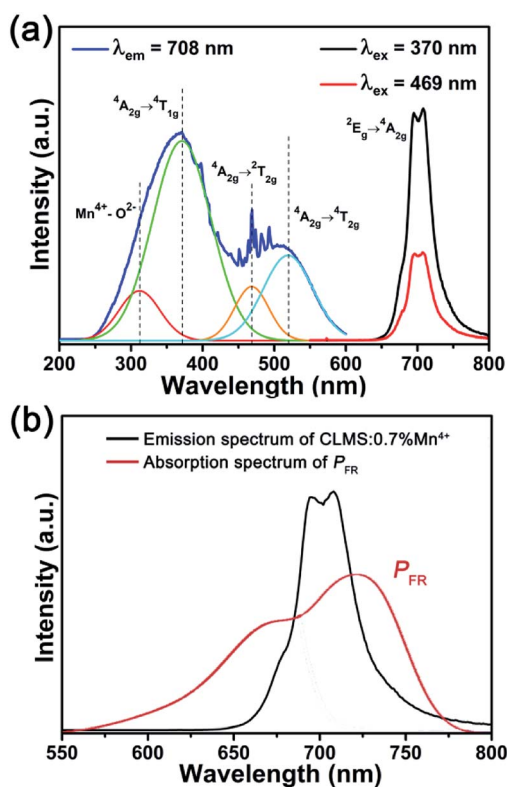 (a)
λem = 708 nm
λex = 370 nm
λex = 469 nm
⁴A2g→⁴T1g
²Eg→⁴A2g
⁴A2g→²T2g
Mn⁴⁺- O²⁻
⁴A2g→⁴T2g
Intensity (a.u.)
200 300 400 500 600 700 800
Wavelength (nm)
(b)
Emission spectrum of CLMS:0.7%Mn⁴⁺
Absorption spectrum of PFR
PFR
Intensity (a.u.)
550 600 650 700 750 800
Wavelength (nm)